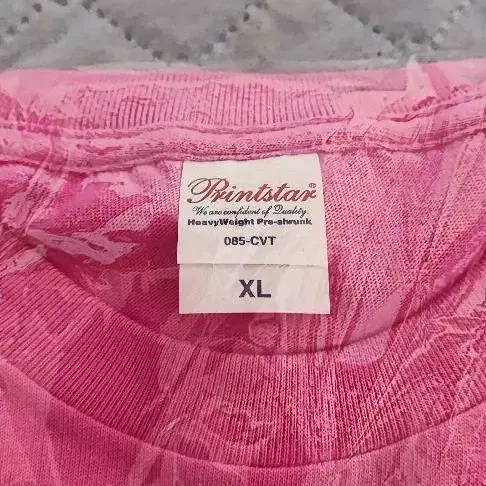 Printstar®
We are confident of Quality.
HeavyWeight Pre-shrunk
085-CVT
XL